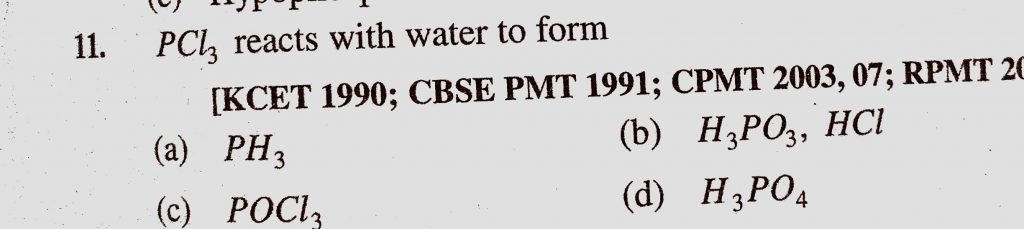 11. PCl₃ reacts with water to form
[KCET 1990; CBSE PMT 1991; CPMT 2003, 07; RPMT
(a) PH₃ (b) H₃PO₃, HCl
(c) POCl₃ (d) H₃PO₄